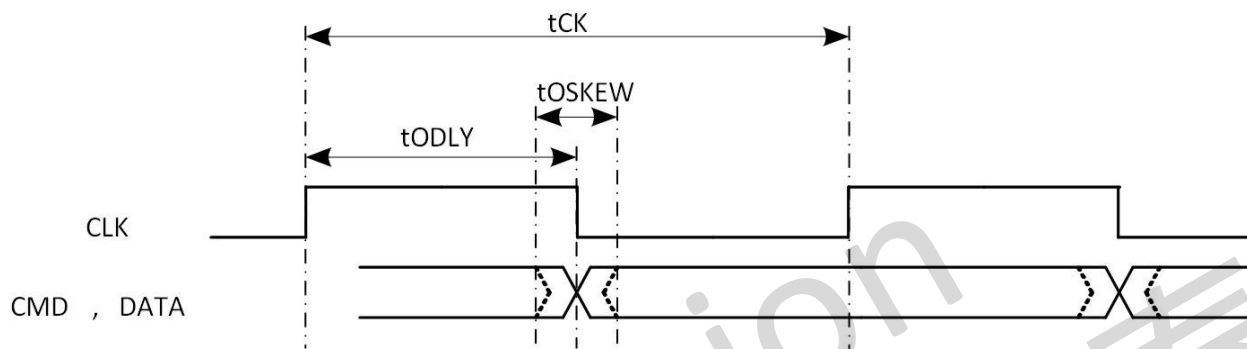 tCK
tOSKEW
tODLY
CLK
CMD , DATA